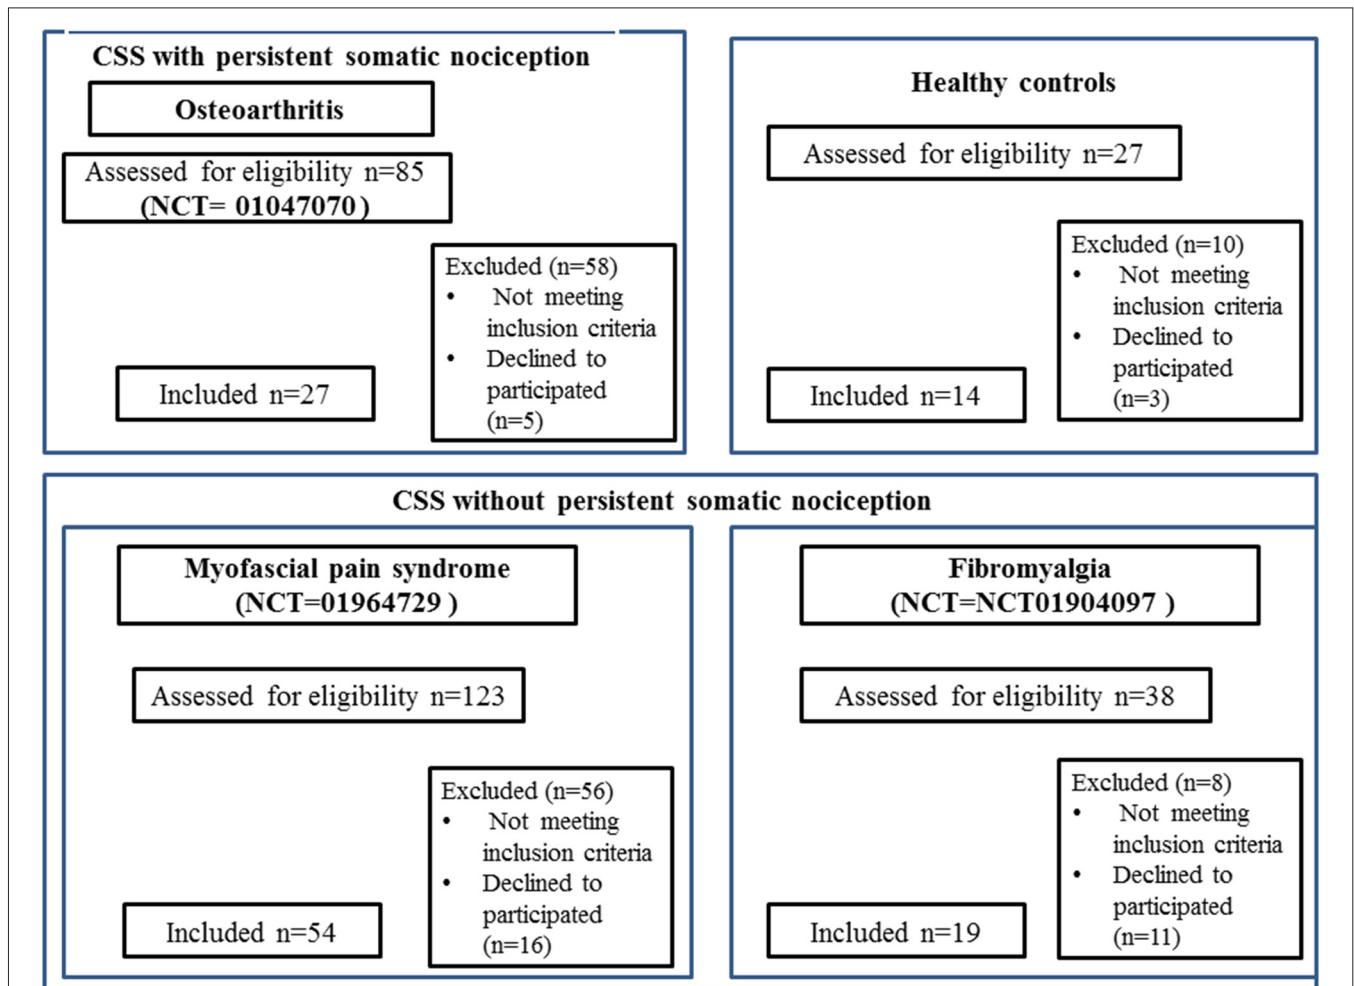 CSS with persistent somatic nociception
Osteoarthritis
Assessed for eligibility n=85
(NCT= 01047070)
Excluded (n=58)
• Not meeting
inclusion criteria
• Declined to
participated
(n=5)
Included n=27
Healthy controls
Assessed for eligibility n=27
Excluded (n=10)
• Not meeting
inclusion criteria
• Declined to
participated
(n=3)
Included n=14
CSS without persistent somatic nociception
Myofascial pain syndrome
(NCT=01964729 )
Assessed for eligibility n=123
Excluded (n=56)
• Not meeting
inclusion criteria
• Declined to
participated
(n=16)
Included n=54
Fibromyalgia
(NCT=NCT01904097 )
Assessed for eligibility n=38
Excluded (n=8)
• Not meeting
inclusion criteria
• Declined to
participated
(n=11)
Included n=19